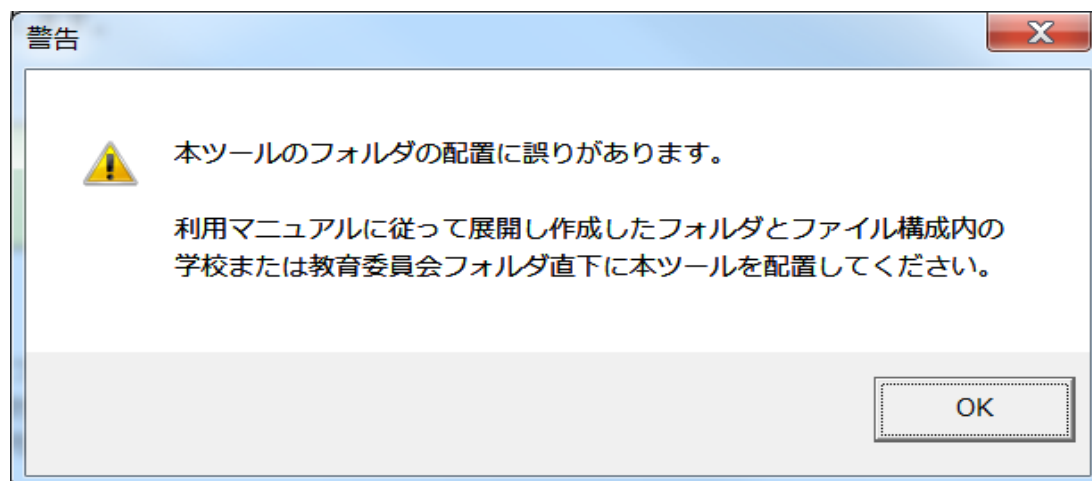 警告
本ツールのフォルダの配置に誤りがあります。
利用マニュアルに従って展開し作成したフォルダとファイル構成内の
学校または教育委員会フォルダ直下に本ツールを配置してください。
OK